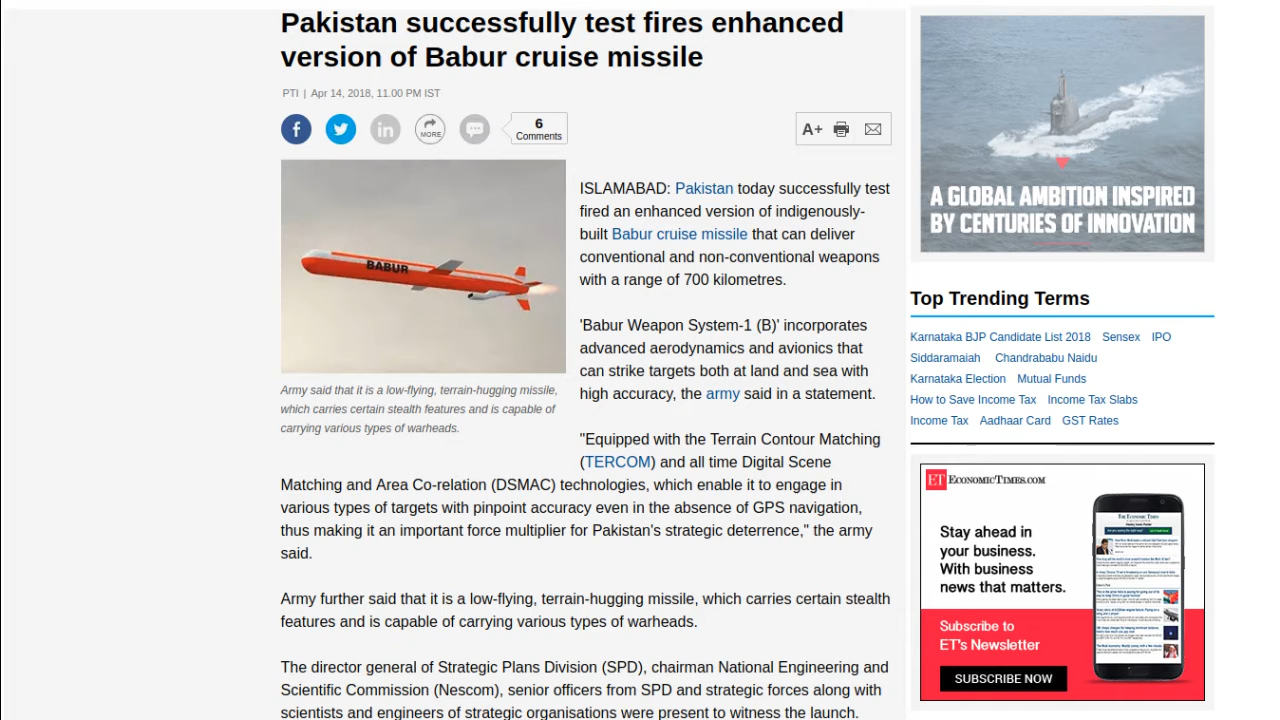 Pakistan successfully test fires enhanced
version of Babur cruise missile
PTI | Apr 14, 2018, 11.00 PM IST
MORE
6
Comments
A+
BABUR
Army said that it is a low-flying, terrain-hugging missile,
which carries certain stealth features and is capable of
carrying various types of warheads.
ISLAMABAD: Pakistan today successfully test
fired an enhanced version of indigenously-
built Babur cruise missile that can deliver
conventional and non-conventional weapons
with a range of 700 kilometres.
'Babur Weapon System-1 (B)' incorporates
advanced aerodynamics and avionics that
can strike targets both at land and sea with
high accuracy, the army said in a statement.
"Equipped with the Terrain Contour Matching
(TERCOM) and all time Digital Scene
Matching and Area Co-relation (DSMAC) technologies, which enable it to engage in
various types of targets with pinpoint accuracy even in the absence of GPS navigation,
thus making it an important force multiplier for Pakistan's strategic deterrence," the army
said.
Army further said that it is a low-flying, terrain-hugging missile, which carries certain stealth
features and is capable of carrying various types of warheads.
The director general of Strategic Plans Division (SPD), chairman National Engineering and
Scientific Commission (Nescom), senior officers from SPD and strategic forces along with
scientists and engineers of strategic organisations were present to witness the launch.
A GLOBAL AMBITION INSPIRED
BY CENTURIES OF INNOVATION
Top Trending Terms
Karnataka BJP Candidate List 2018 Sensex IPO
Siddaramaiah Chandrababu Naidu
Karnataka Election Mutual Funds
How to Save Income Tax Income Tax Slabs
Income Tax Aadhaar Card GST Rates
ET ECONOMICTIMES.COM
Stay ahead in
your business.
With business
news that matters.
THE ECONOMIC TIMES
Subscribe to
ET's Newsletter
SUBSCRIBE NOW